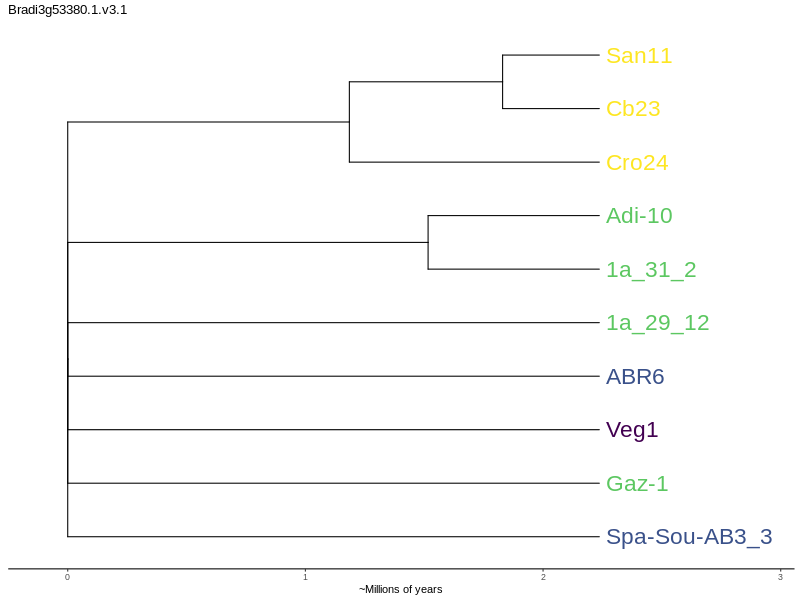 Bradi3g53380.1.v3.1
San11
Cb23
Cro24
Adi-10
1a_31_2
1a_29_12
ABR6
Veg1
Gaz-1
Spa-Sou-AB3_3
0 1 2 3
~Millions of years